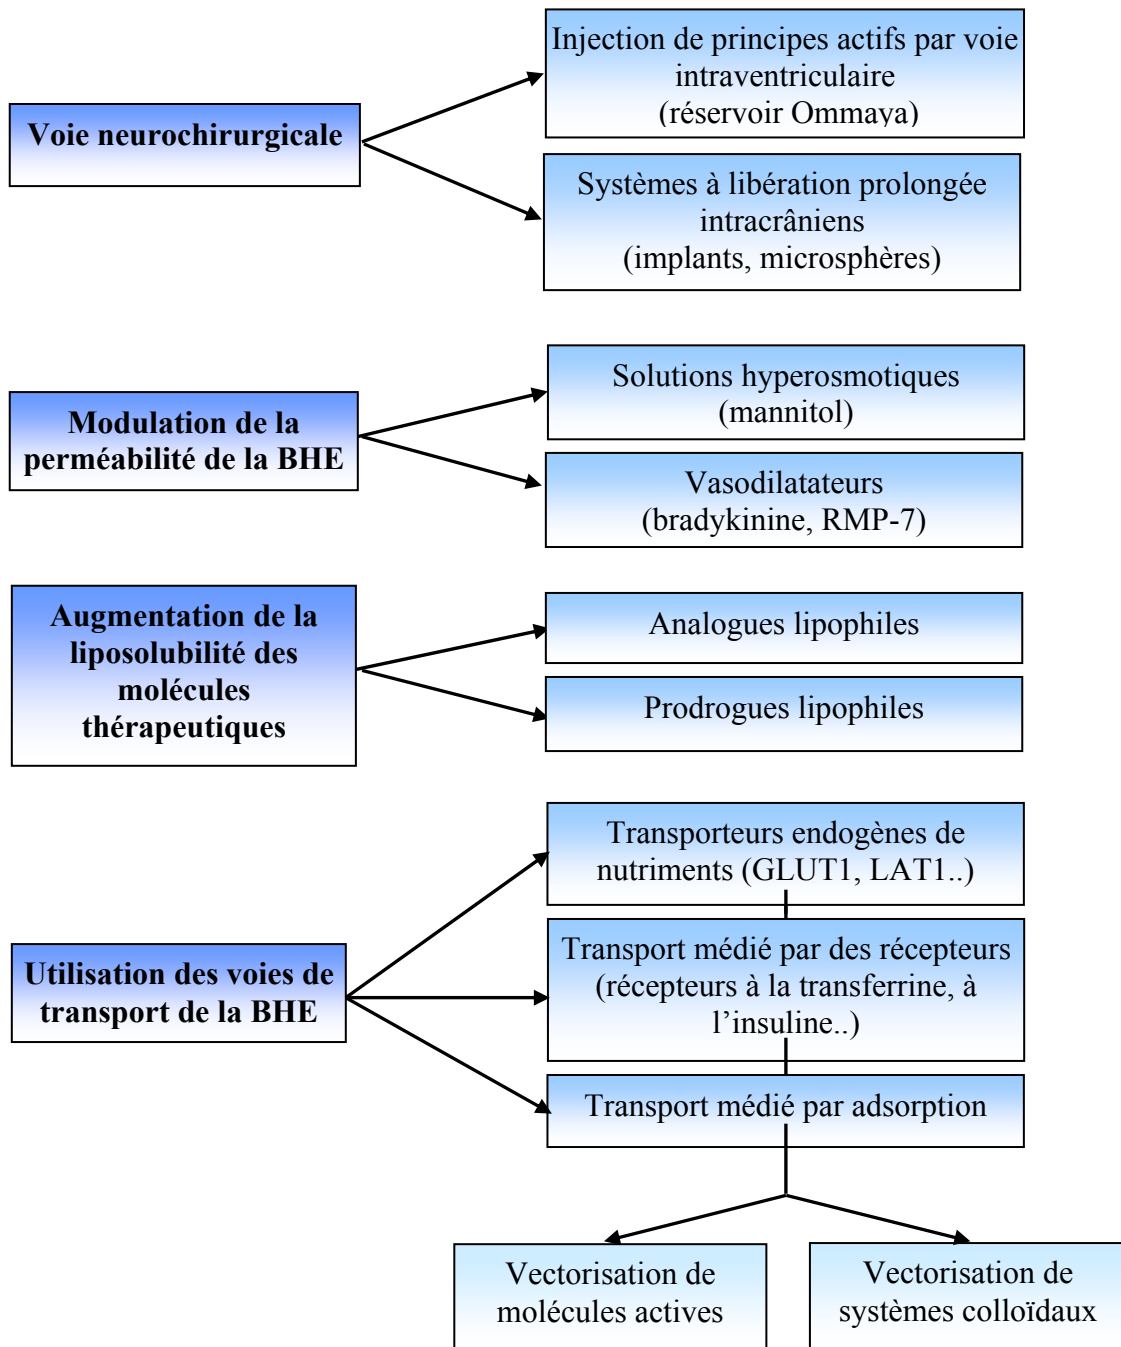 Voie neurochirurgicale
Injection de principes actifs par voie
intraventriculaire
(réservoir Ommaya)
Systèmes à libération prolongée
intracrâniens
(implants, microsphères)
Modulation de la
perméabilité de la BHE
Solutions hyperosmotiques
(mannitol)
Vasodilatateurs
(bradykinine, RMP-7)
Augmentation de la
liposolubilité des
molécules
thérapeutiques
Analogues lipophiles
Prodrogues lipophiles
Utilisation des voies de
transport de la BHE
Transporteurs endogènes de
nutriments (GLUT1, LAT1..)
Transport médié par des récepteurs
(récepteurs à la transferrine, à
l’insuline..)
Transport médié par adsorption
Vectorisation de
molécules actives
Vectorisation de
systèmes colloïdaux